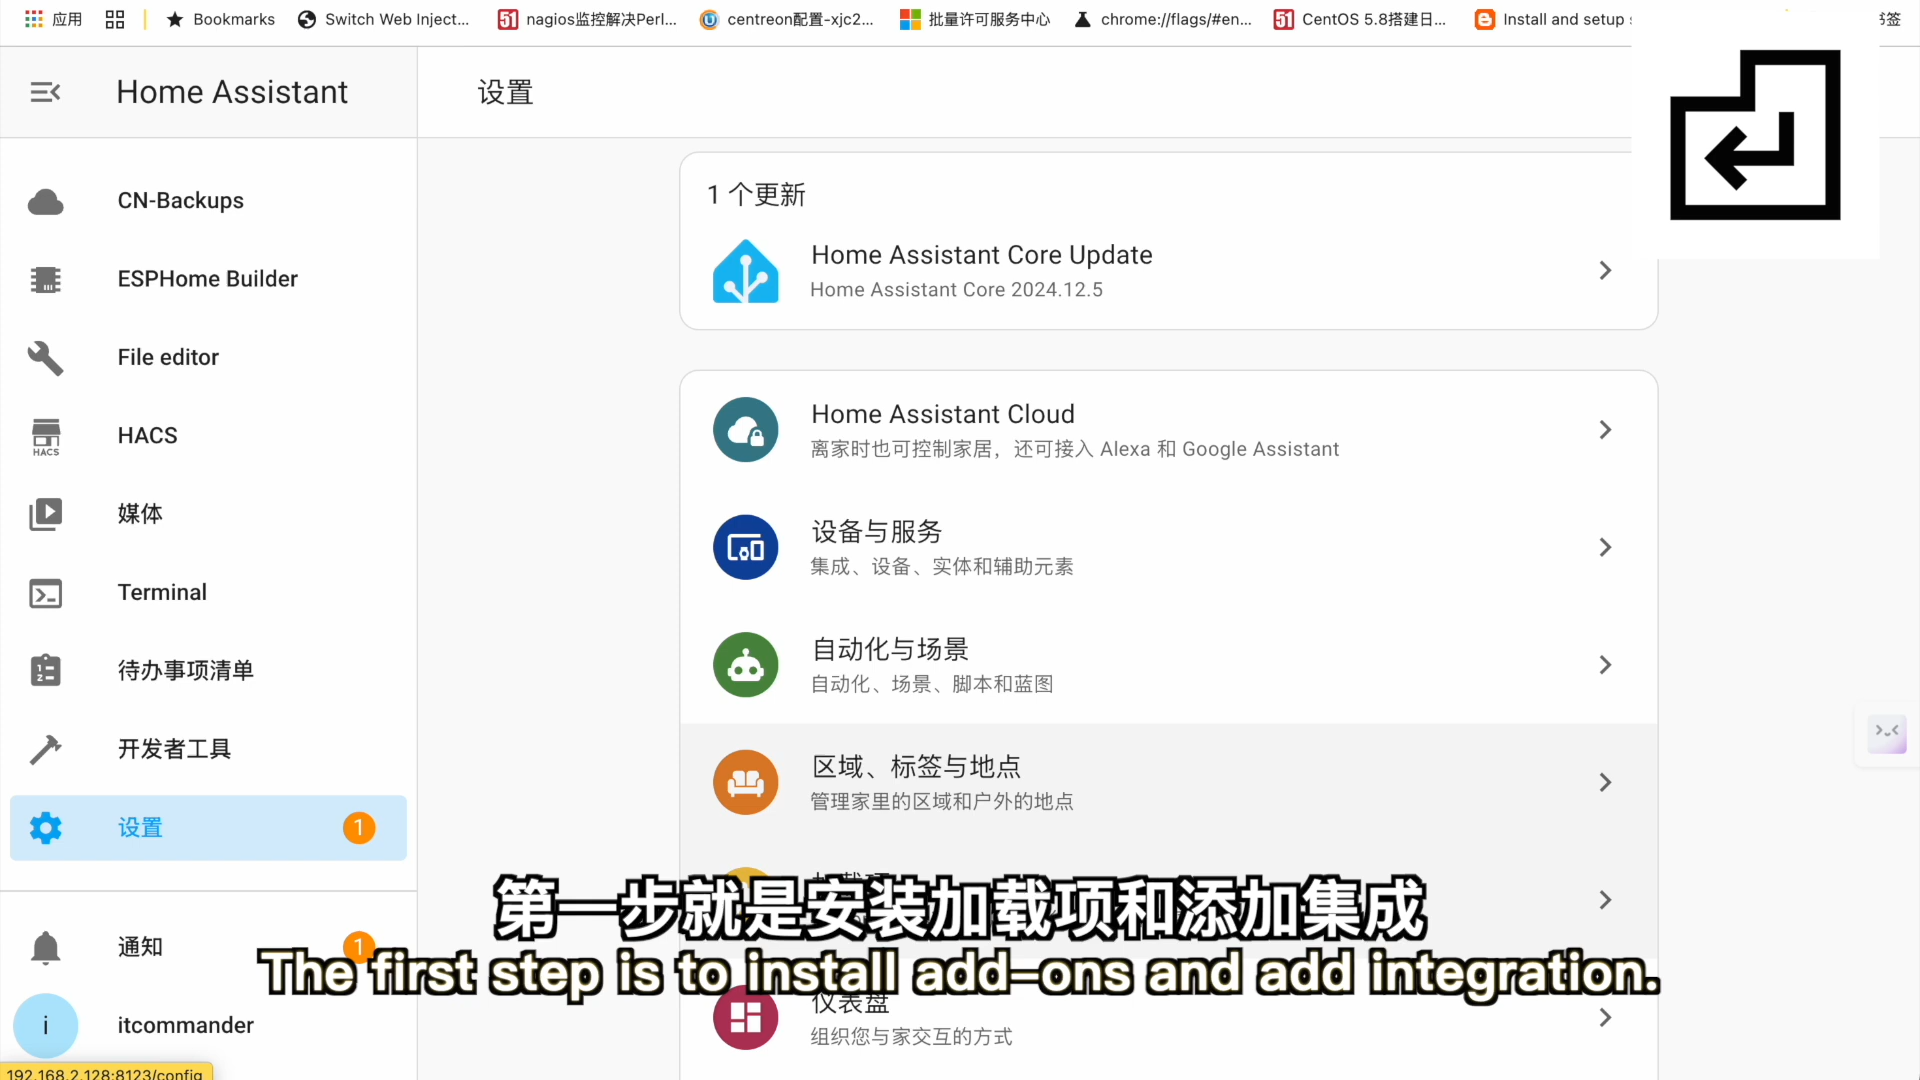 应用
Bookmarks
Switch Web Inject...
51 nagios监控解决Perl...
centreon配置-xjc2...
批量许可服务中心
chrome://flags/#en...
51 CentOS 5.8搭建日...
Install and setup
书签
Home Assistant
设置
CN-Backups
ESPHome Builder
File editor
HACS
HACS
媒体
Terminal
待办事项清单
开发者工具
设置
1
通知
1
i
itcommander
192.168.2.128:8123/config
1 个更新
Home Assistant Core Update
Home Assistant Core 2024.12.5
Home Assistant Cloud
离家时也可控制家居，还可接入 Alexa 和 Google Assistant
设备与服务
集成、设备、实体和辅助元素
自动化与场景
自动化、场景、脚本和蓝图
区域、标签与地点
管理家里的区域和户外的地点
第一步就是安装加载项和添加集成
The first step is to install add-ons and add integration.
仪表盘
组织您与家交互的方式